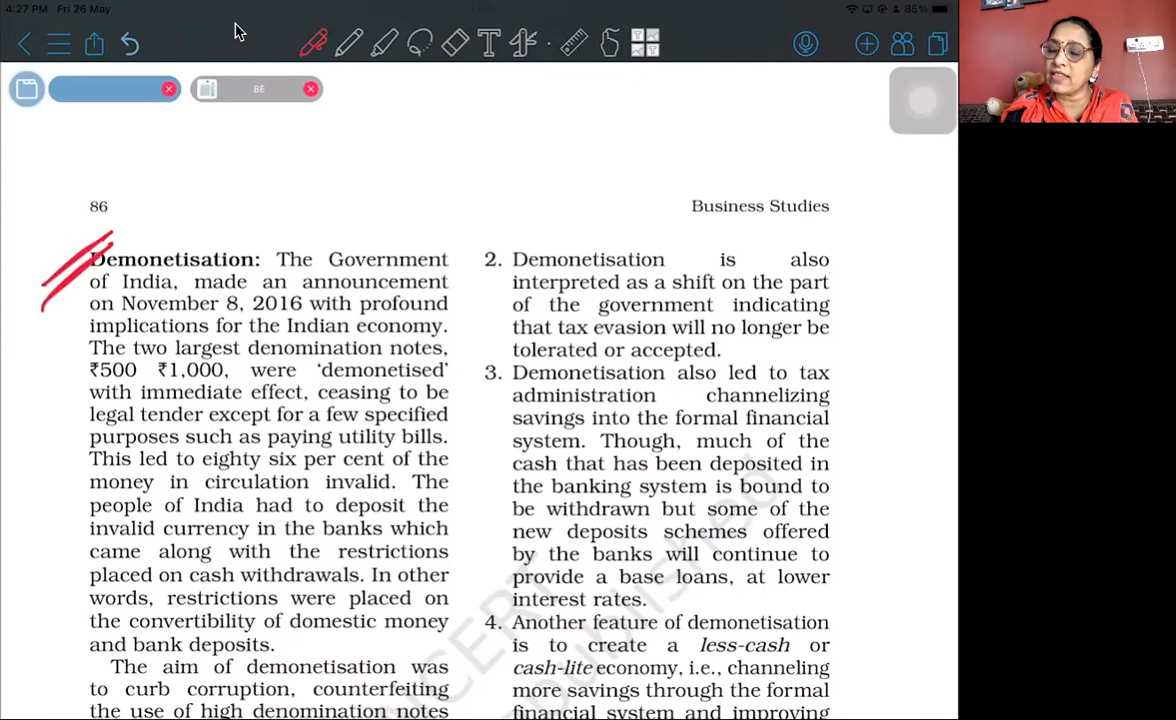 4:27 PM Fri 26 May
85%
BE
86
Business Studies
Demonetisation: The Government
of India, made an announcement
on November 8, 2016 with profound
implications for the Indian economy.
The two largest denomination notes,
₹500 ₹1,000, were ‘demonetised’
with immediate effect, ceasing to be
legal tender except for a few specified
purposes such as paying utility bills.
This led to eighty six per cent of the
money in circulation invalid. The
people of India had to deposit the
invalid currency in the banks which
came along with the restrictions
placed on cash withdrawals. In other
words, restrictions were placed on
the convertibility of domestic money
and bank deposits.
The aim of demonetisation was
to curb corruption, counterfeiting
the use of high denomination notes
2. Demonetisation is also
interpreted as a shift on the part
of the government indicating
that tax evasion will no longer be
tolerated or accepted.
3. Demonetisation also led to tax
administration channelizing
savings into the formal financial
system. Though, much of the
cash that has been deposited in
the banking system is bound to
be withdrawn but some of the
new deposits schemes offered
by the banks will continue to
provide a base loans, at lower
interest rates.
4. Another feature of demonetisation
is to create a less-cash or
cash-lite economy, i.e., channeling
more savings through the formal
financial system and improving
NCERT
published